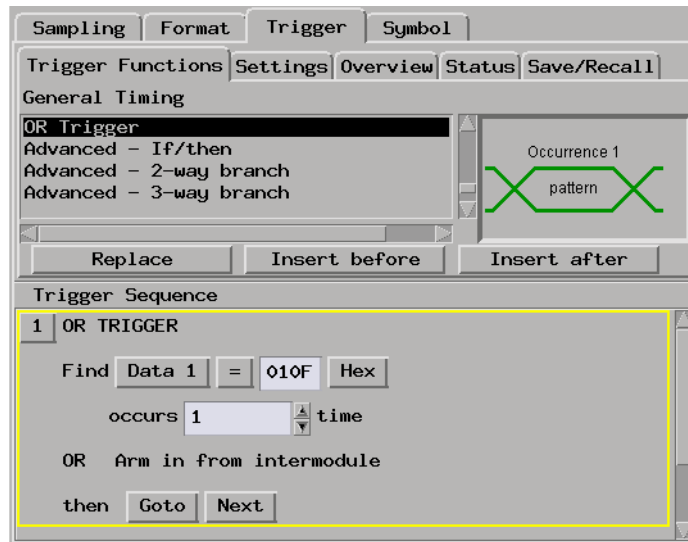 Sampling Format Trigger Symbol
Trigger Functions Settings Overview Status Save/Recall
General Timing
OR Trigger
Advanced - If/then
Advanced - 2-way branch
Advanced - 3-way branch
Occurrence 1
pattern
Replace Insert before Insert after
Trigger Sequence
1 OR TRIGGER
Find Data 1 = 010F Hex
occurs 1 time
OR Arm in from intermodule
then Goto Next